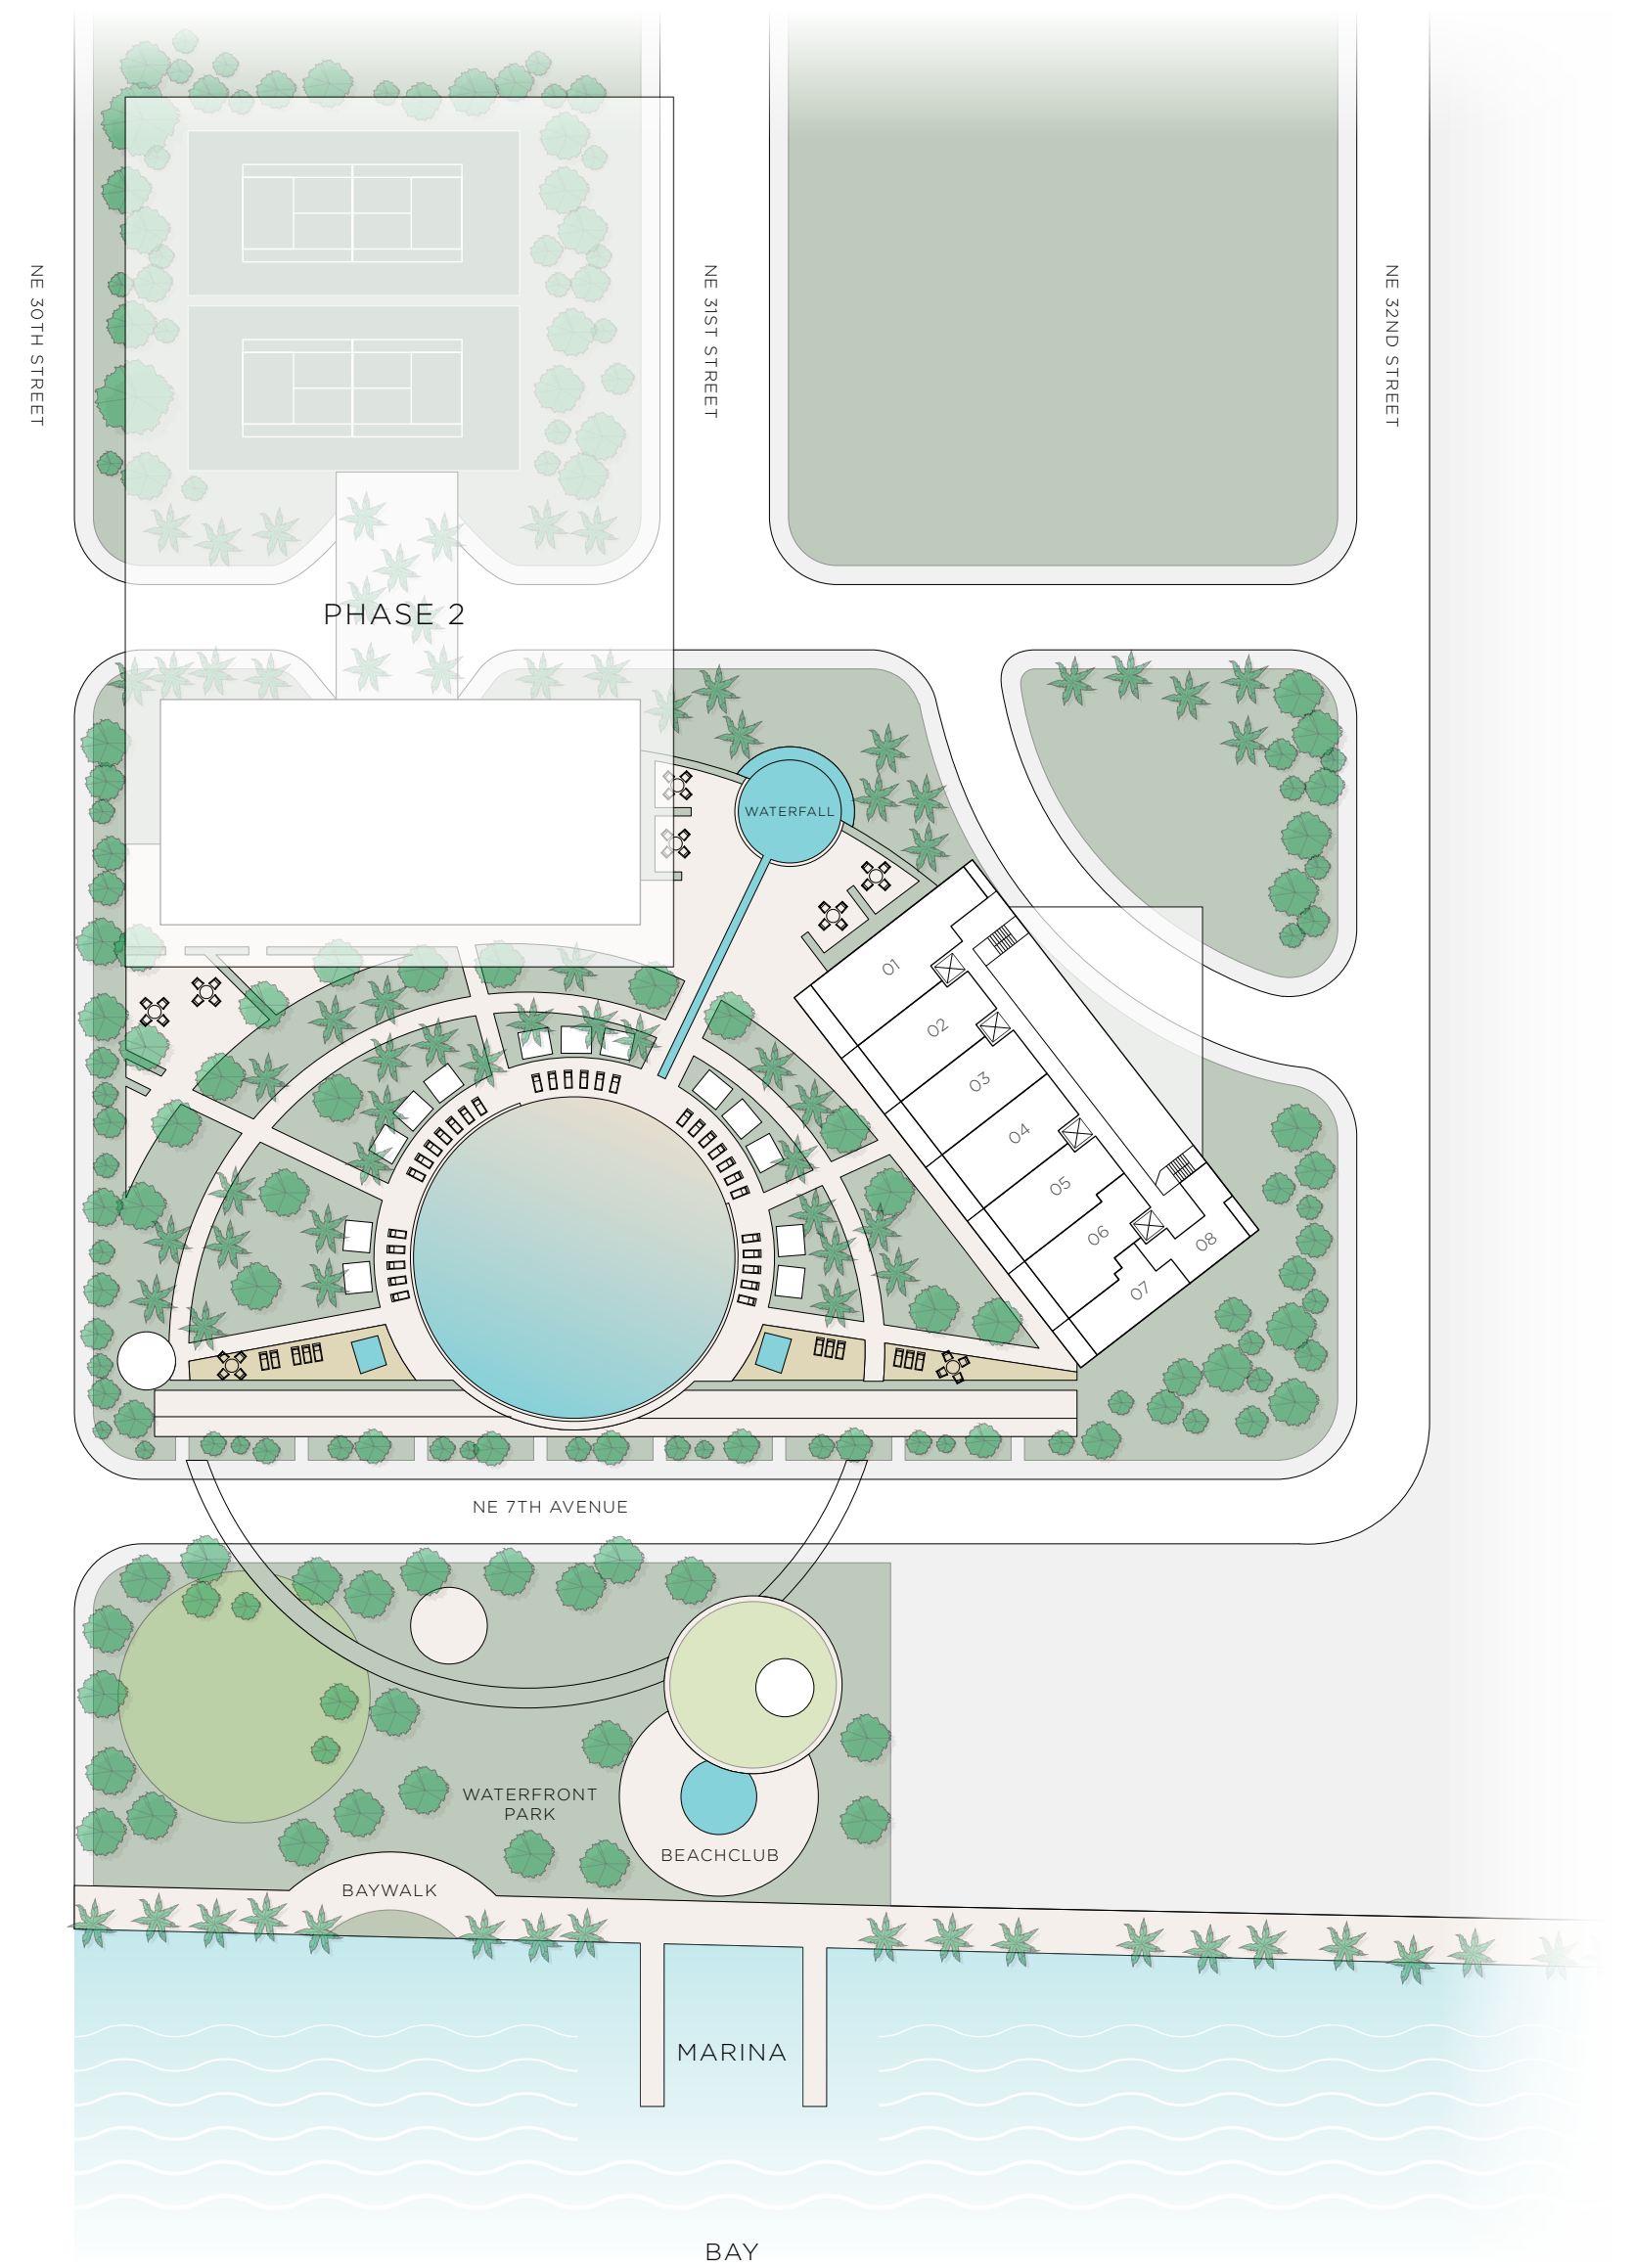 NE 30TH STREET
NE 31ST STREET
NE 32ND STREET
PHASE 2
WATERFALL
01
02
03
04
05
06
07
08
NE 7TH AVENUE
WATERFRONT
PARK
BEACHCLUB
BAYWALK
MARINA
BAY